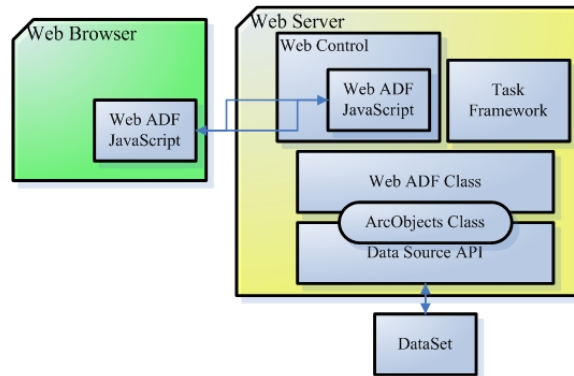 Web Browser
Web ADF
JavaScript
Web Server
Web Control
Web ADF
JavaScript
Task
Framework
Web ADF Class
ArcObjects Class
Data Source API
DataSet